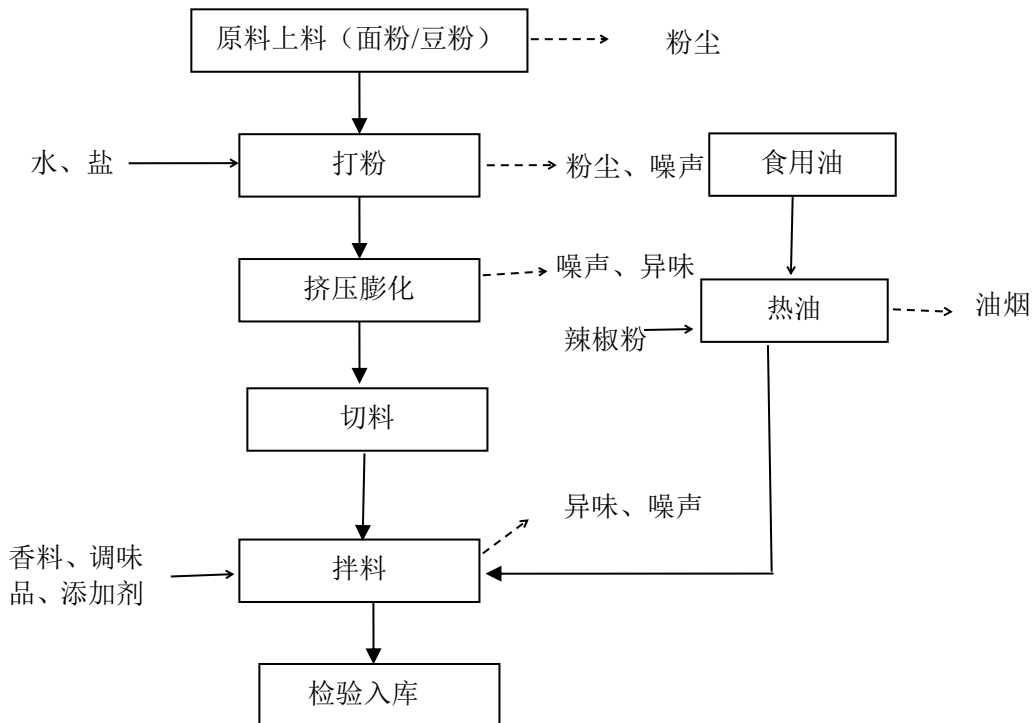 原料上料（面粉/豆粉）
粉尘
水、盐
打粉
粉尘、噪声
食用油
挤压膨化
噪声、异味
辣椒粉
热油
油烟
切料
异味、噪声
香料、调味
品、添加剂
拌料
检验入库